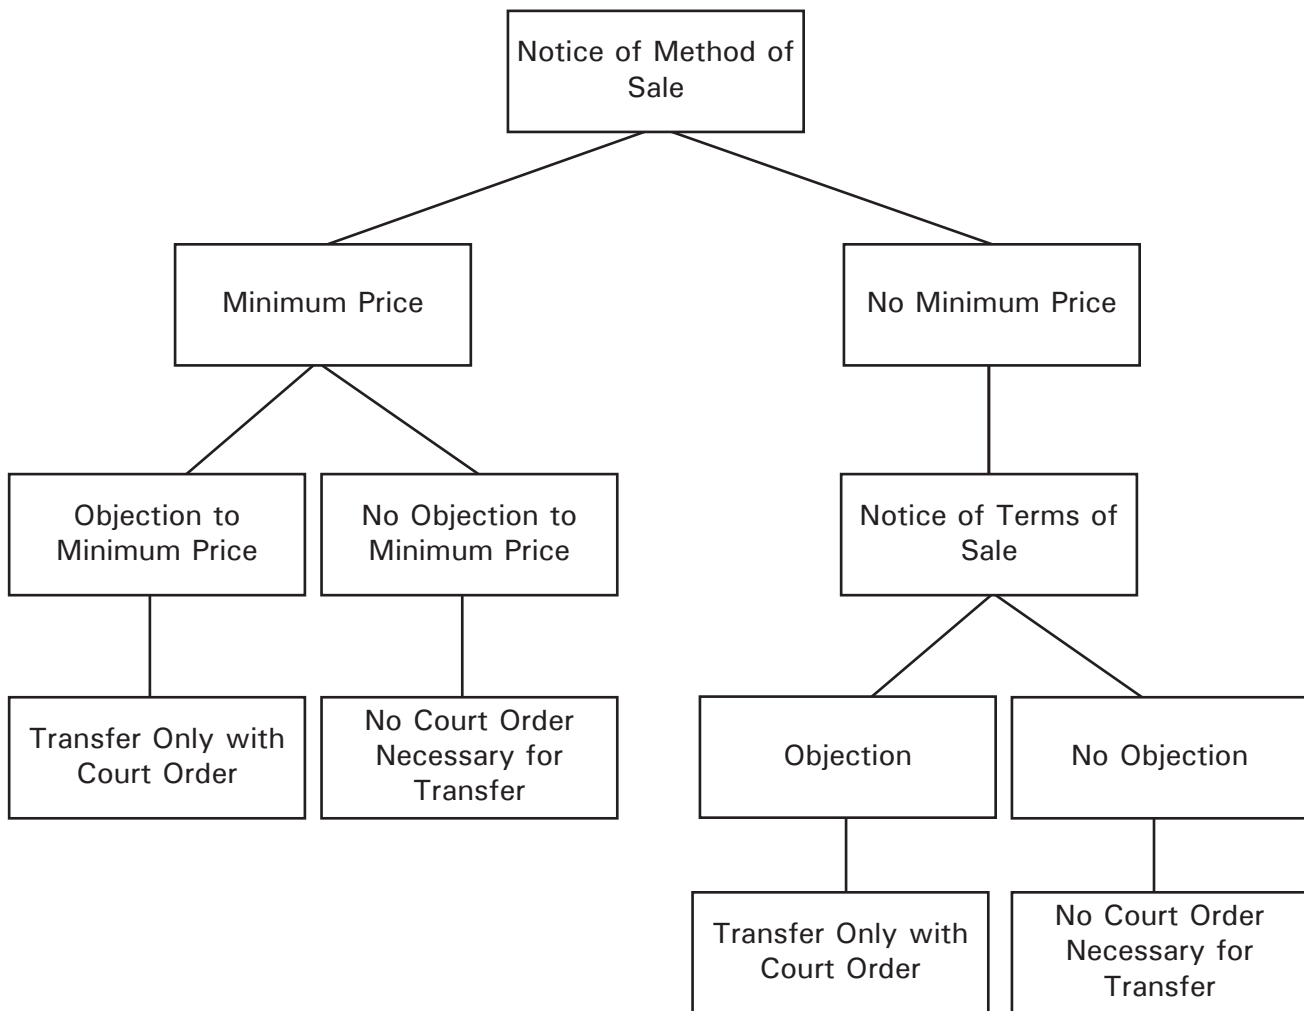 Notice of Method of
Sale
Minimum Price
No Minimum Price
Objection to
Minimum Price
No Objection to
Minimum Price
Notice of Terms of
Sale
Transfer Only with
Court Order
No Court Order
Necessary for
Transfer
Objection
No Objection
Transfer Only with
Court Order
No Court Order
Necessary for
Transfer